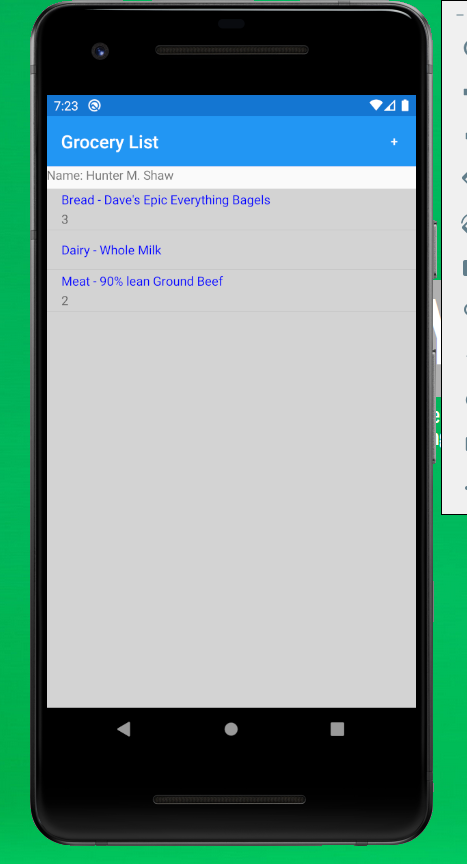 7:23
Grocery List
+
Name: Hunter M. Shaw
Bread - Dave's Epic Everything Bagels
3
Dairy - Whole Milk
Meat - 90% lean Ground Beef
2